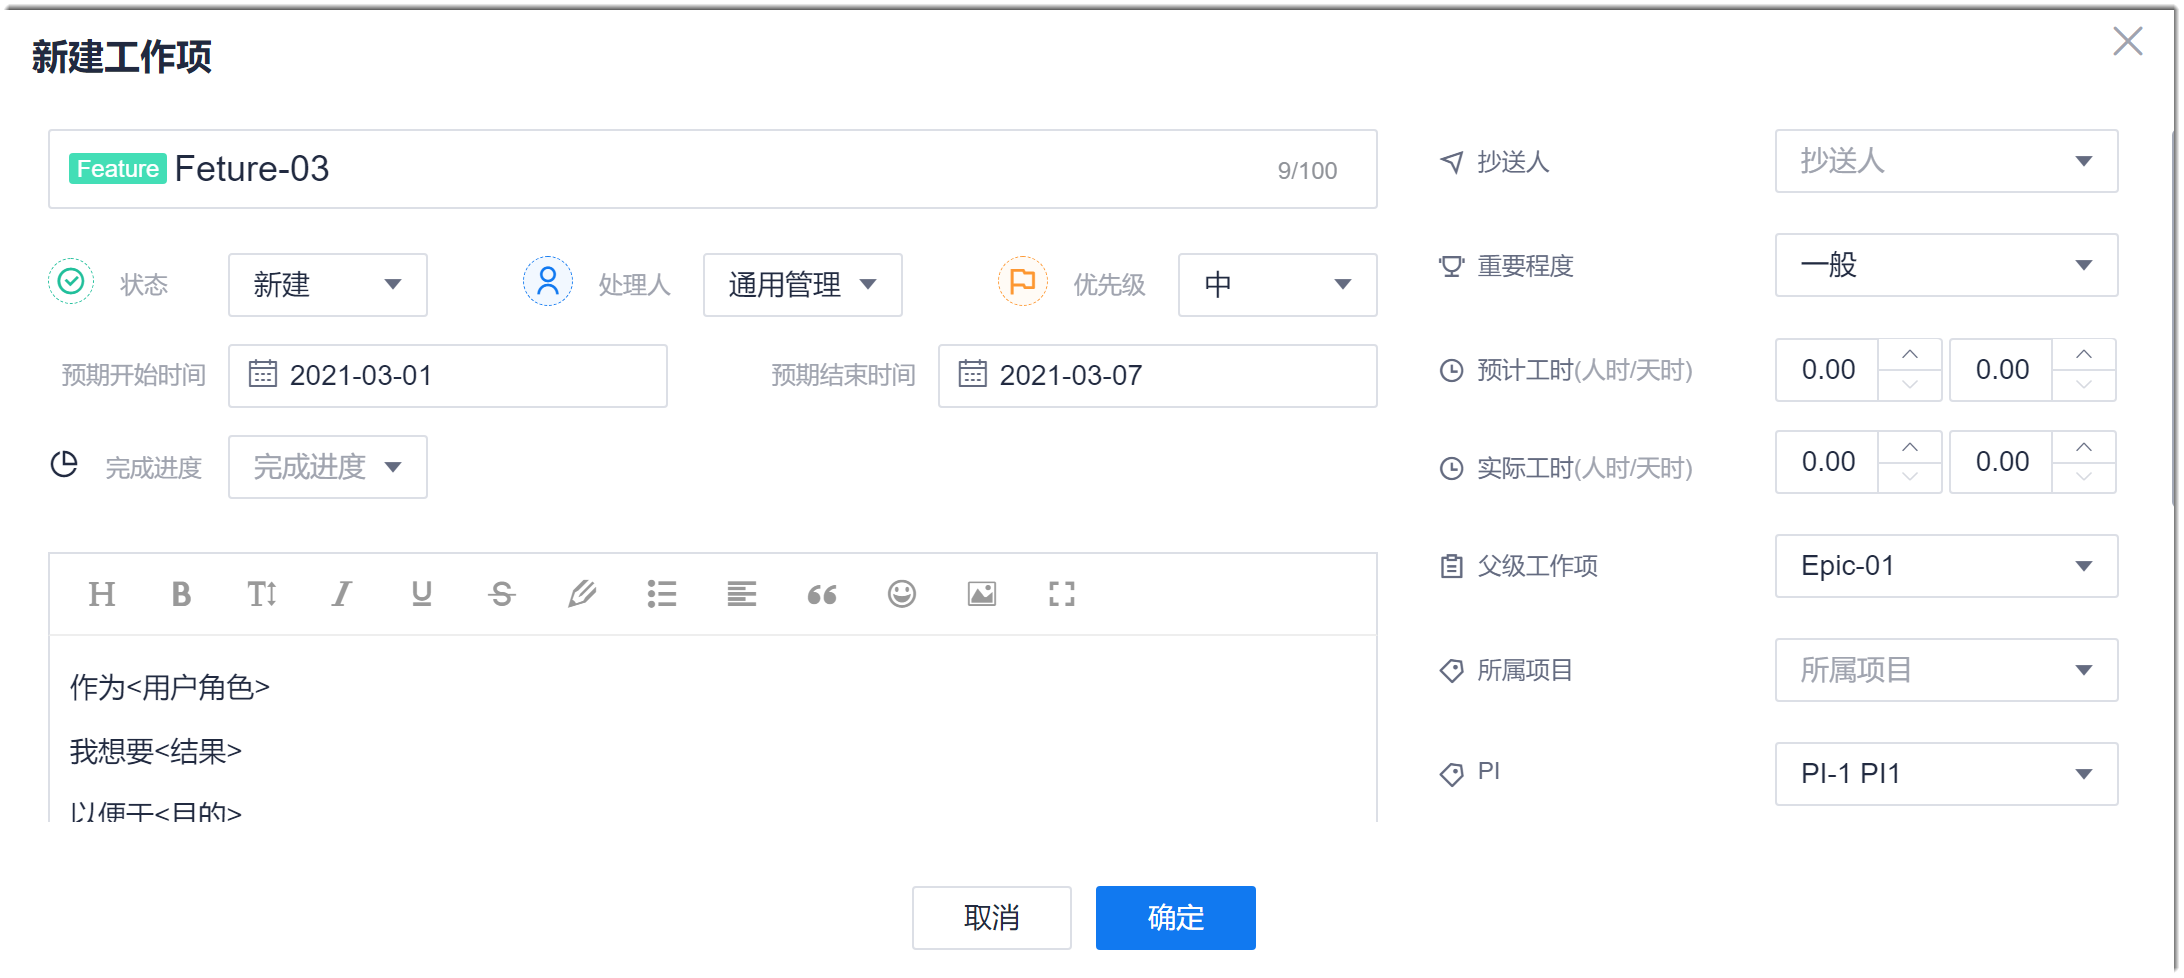 新建工作项
Feature Feture-03 9/100
状态 新建 处理人 通用管理 优先级 中
预期开始时间 2021-03-01 预期结束时间 2021-03-07
完成进度 完成进度
作为<用户角色>
我想要<结果>
以便于<目的>
抄送人 抄送人
重要程度 一般
预计工时(人时/天时) 0.00 0.00
实际工时(人时/天时) 0.00 0.00
父级工作项 Epic-01
所属项目 所属项目
PI PI-1 PI1
取消 确定